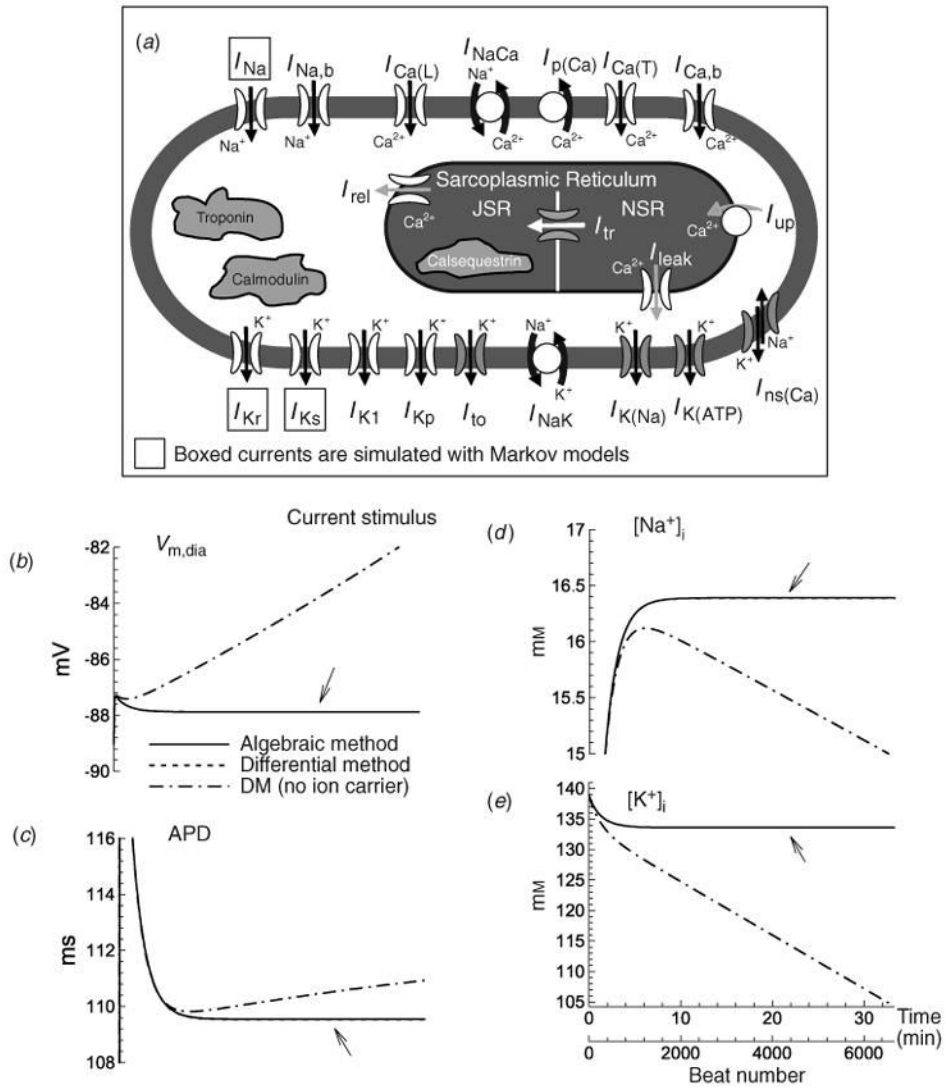 (a)
I_Na I_Na,b I_Ca(L) I_NaCa I_p(Ca) I_Ca(T) I_Ca,b
Na⁺
Na⁺ Na⁺ Ca²⁺ Ca²⁺ Ca²⁺ Ca²⁺ Ca²⁺
Sarcoplasmic Reticulum
I_rel JSR NSR
Ca²⁺ Ca²⁺ I_up
Troponin I_tr
Calsequestrin Ca²⁺ I_leak
Calmodulin
K⁺ K⁺ K⁺ K⁺ K⁺ Na⁺ K⁺ K⁺ Na⁺
K⁺ K⁺
I_Kr I_Ks I_K1 I_Kp I_to I_NaK I_K(Na) I_K(ATP) I_ns(Ca)
Boxed currents are simulated with Markov models
Current stimulus
(b) V_m,dia
-82
-84
-86
-88
-90
mV
Algebraic method
Differential method
DM (no ion carrier)
(c) APD
116
114
112
110
108
ms
(d) [Na⁺]_i
17
16.5
16
15.5
15
mM
(e) [K⁺]_i
140
135
130
125
120
115
110
105
mM
0 10 20 30 Time
(min)
0 2000 4000 6000
Beat number